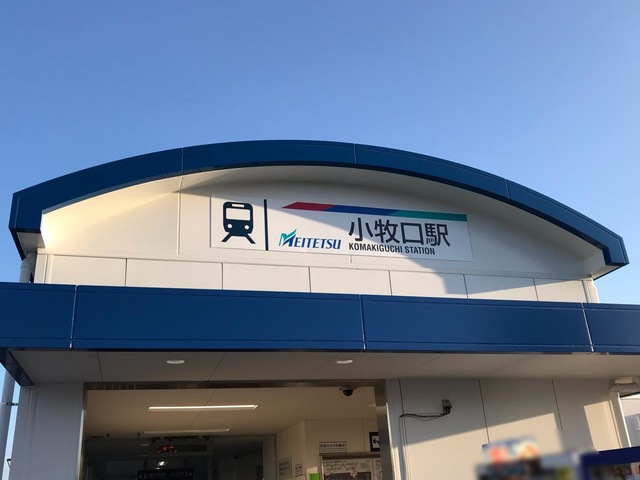 MEITETSU 小牧口駅
KOMAKIGUCHI STATION